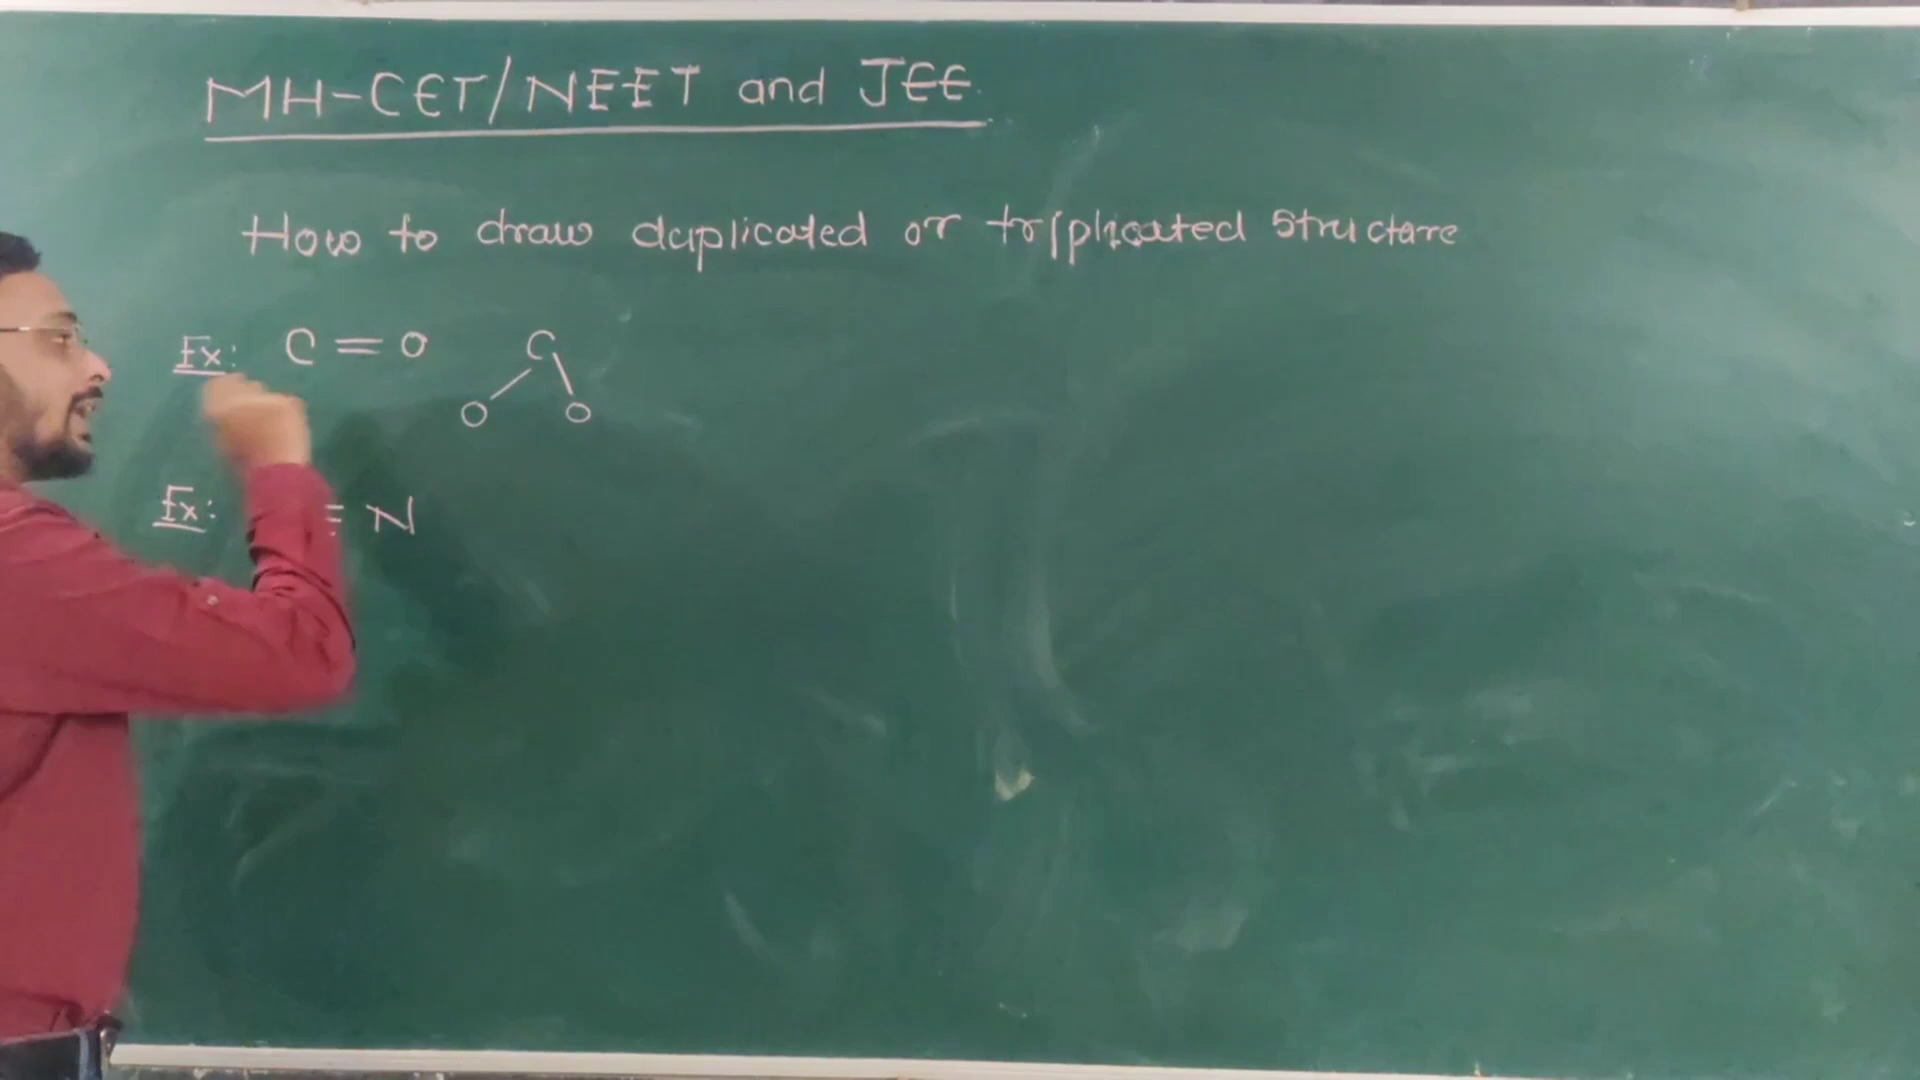 MH-CET/NEET and JEE
How to draw duplicated or triplicated structure
Ex: C = O
C
O O
Ex: ≡ N